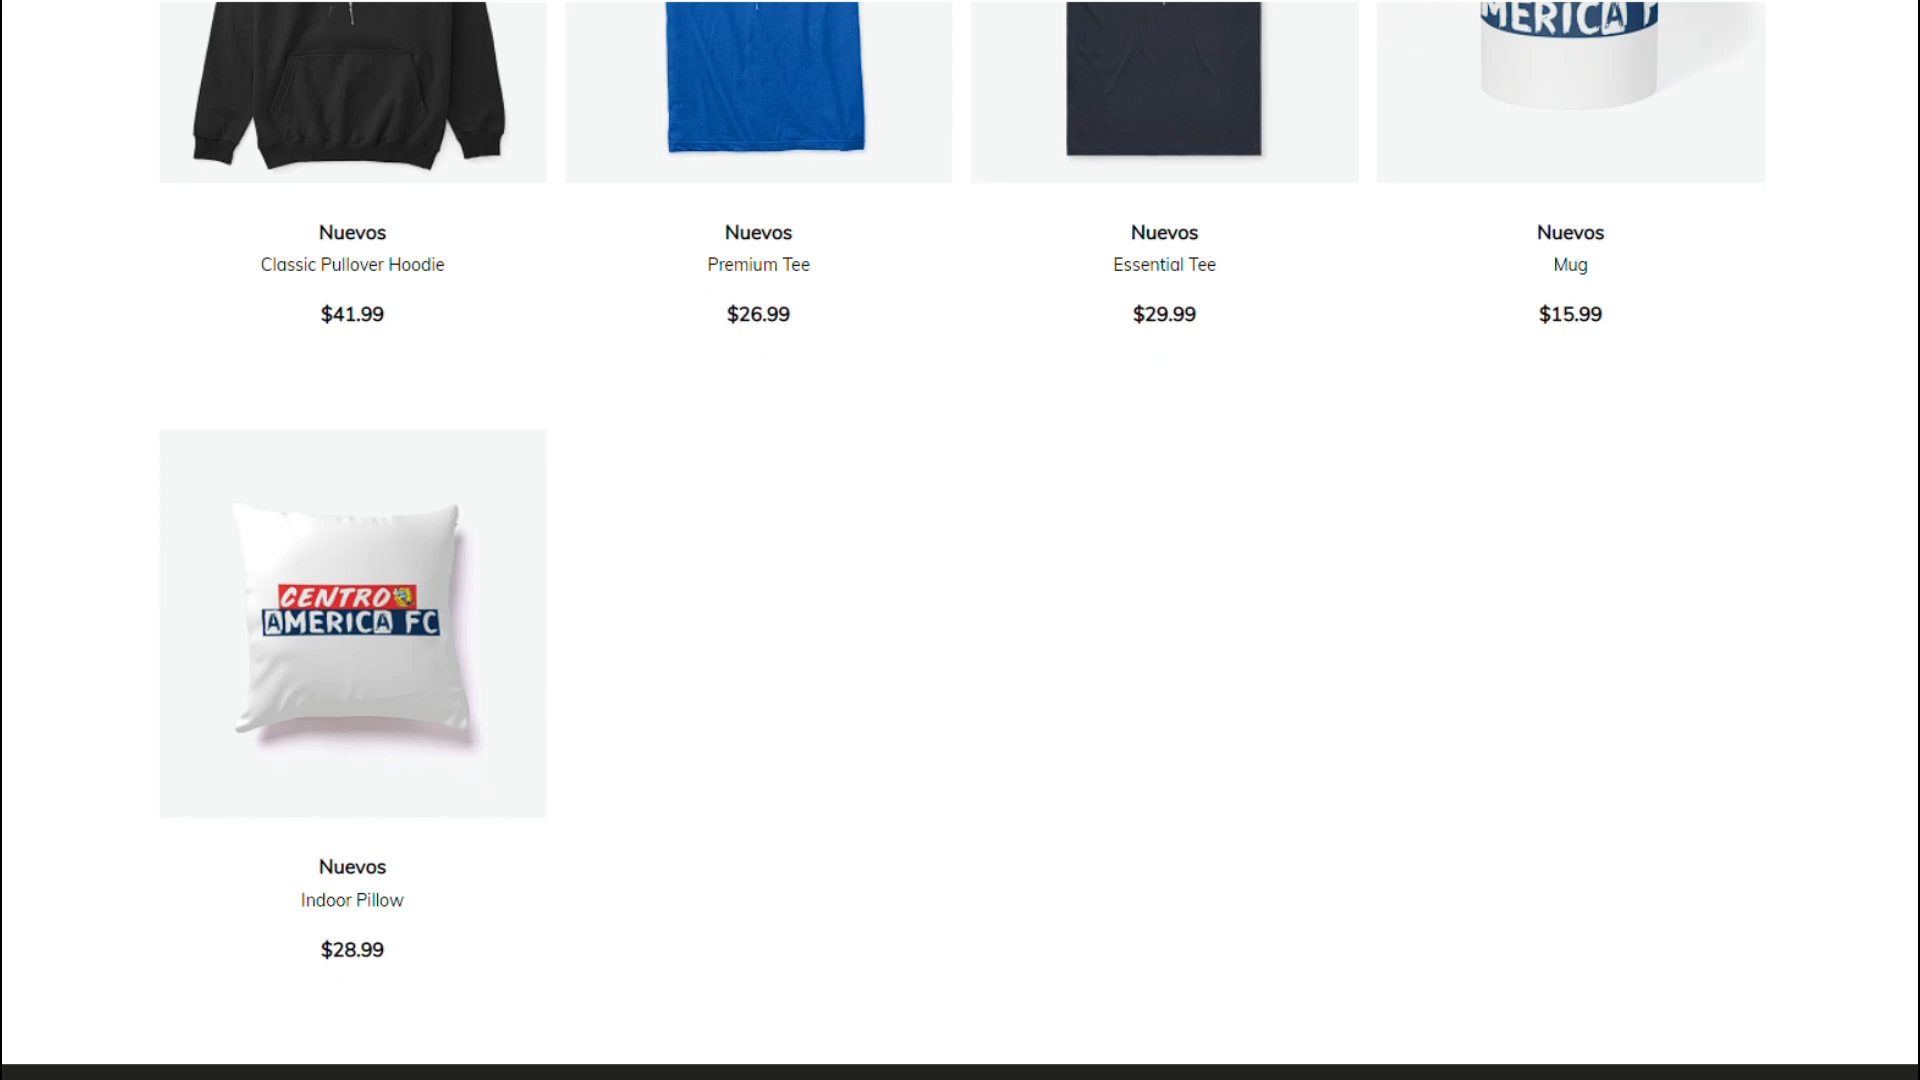 MERICA F
Nuevos
Classic Pullover Hoodie
$41.99
Nuevos
Premium Tee
$26.99
Nuevos
Essential Tee
$29.99
Nuevos
Mug
$15.99
CENTRO
AMERICA FC
Nuevos
Indoor Pillow
$28.99